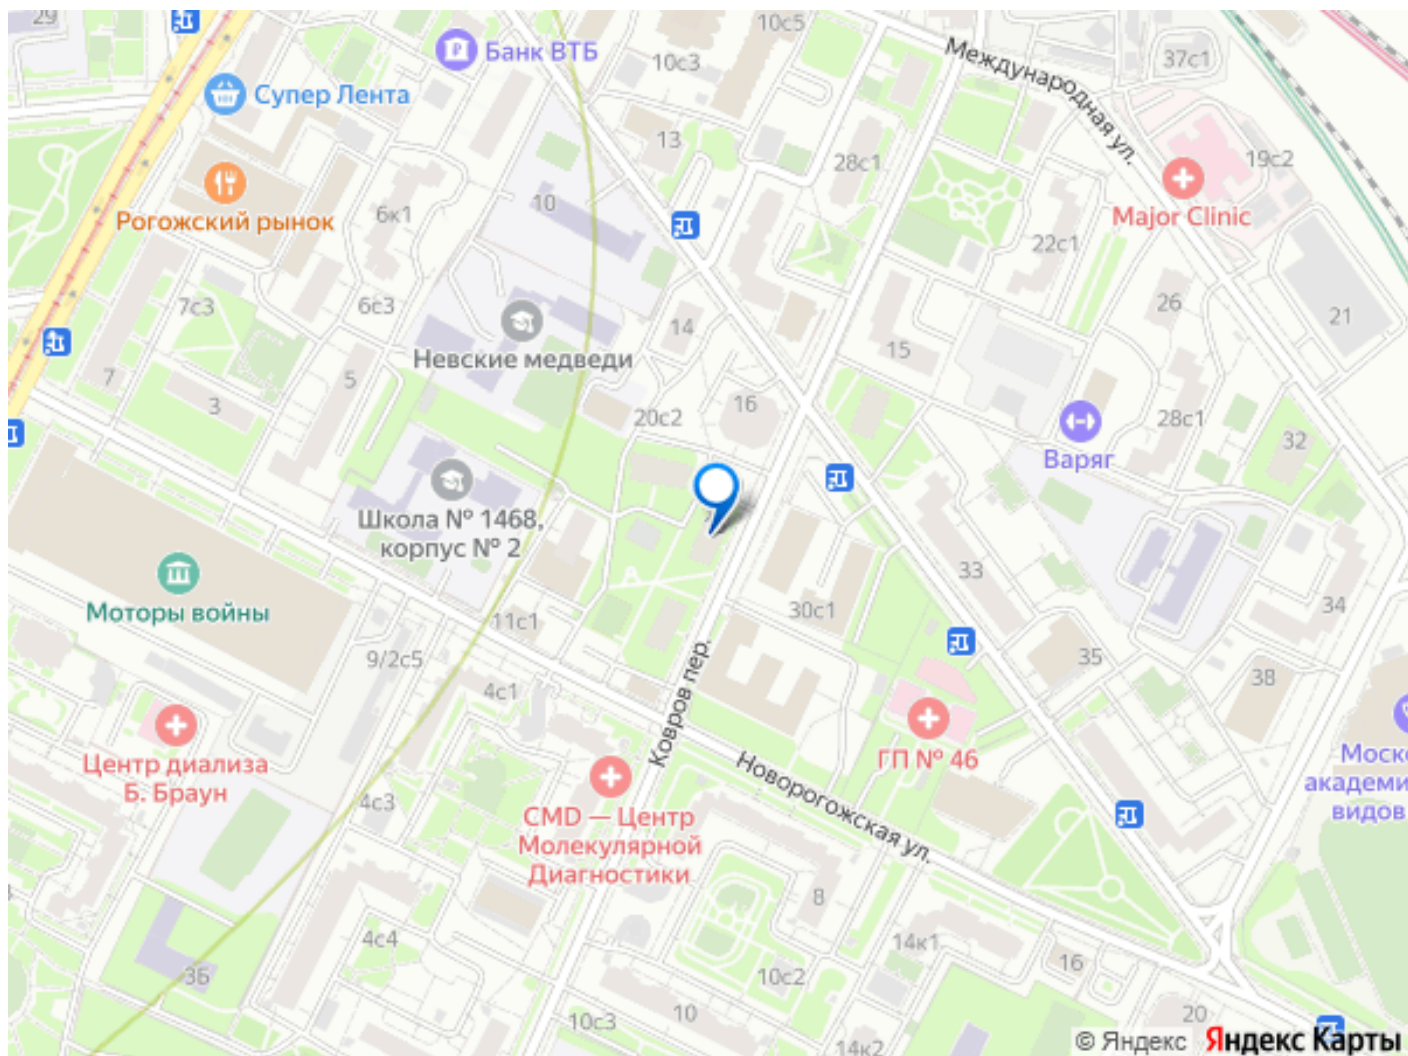 29
10с5
Банк ВТБ
10с3
Международная ул.
37с1
Супер Лента
13
28с1
19с2
Major Clinic
Рогожский рынок
6к1
10
22с1
7с3
6с3
26
21
14
Невские медведи
15
7
3
5
16
20с2
28с1
32
Варяг
Школа № 1468,
корпус № 2
33
Моторы войны
11с1
30с1
34
9/2с5
35
4с1
38
Ковров пер.
ГП № 46
Центр диализа
Б. Браун
Новорогожская ул.
Моск
академи
видов
4с3
CMD — Центр
Молекулярной
Диагностики
8
4с4
14к1
16
3Б
10с2
10
10с3
20
14к2
© Яндекс Яндекс Карты